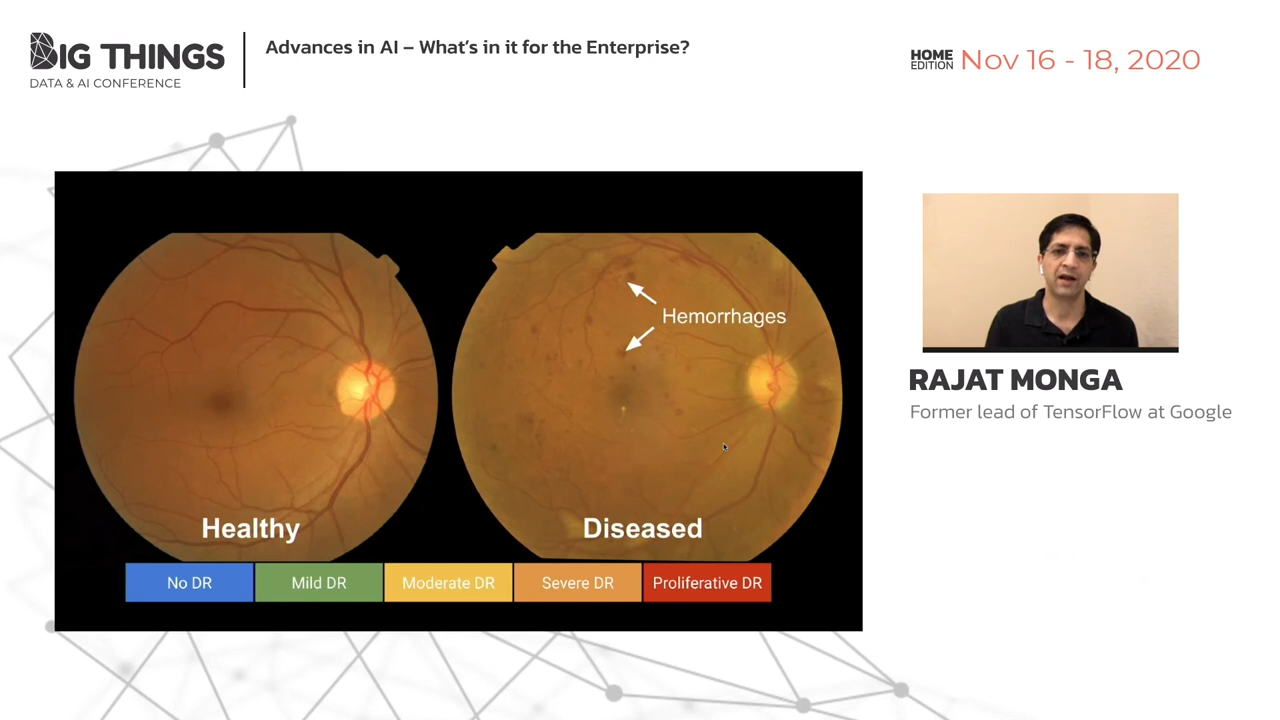 BIG THINGS
DATA & AI CONFERENCE
Advances in AI – What's in it for the Enterprise?
HOME
EDITION
Nov 16 - 18, 2020
Hemorrhages
Healthy
Diseased
No DR
Mild DR
Moderate DR
Severe DR
Proliferative DR
RAJAT MONGA
Former lead of TensorFlow at Google